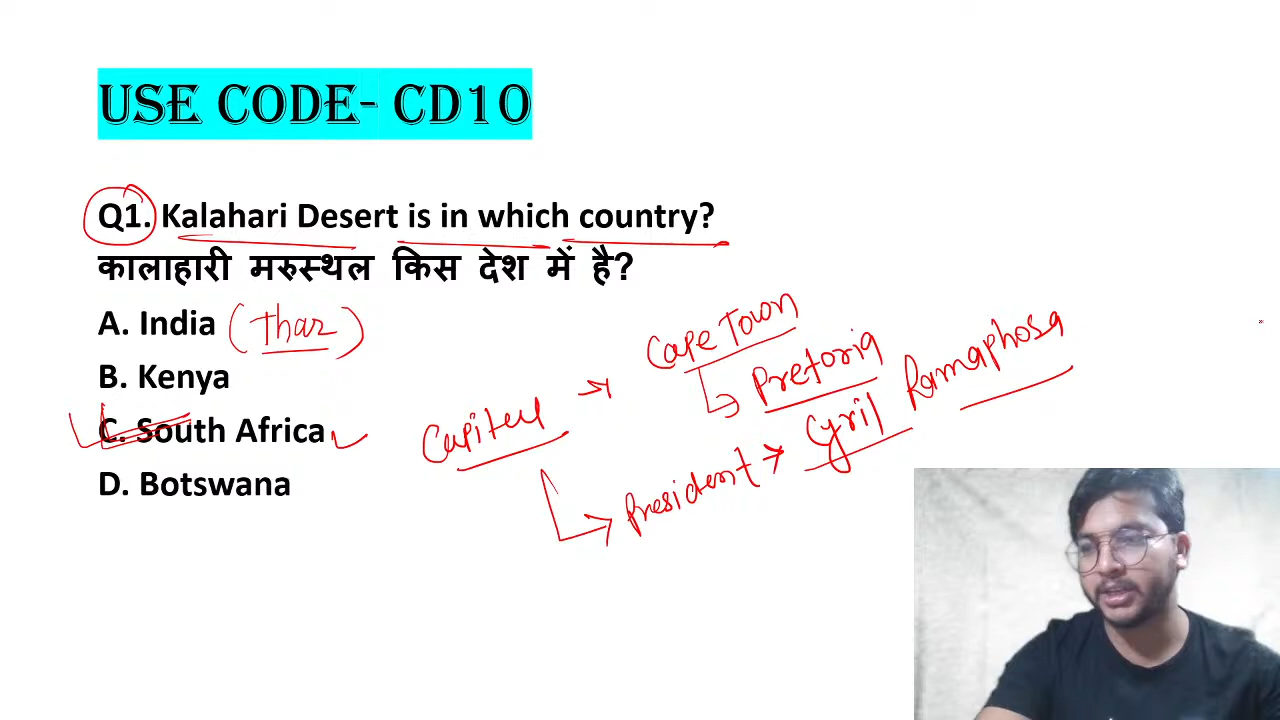 USE CODE- CD10
Q1. Kalahari Desert is in which country?
कालाहारी मरुस्थल किस देश में है?
A. India (Thar)
B. Kenya
C. South Africa
D. Botswana
Capital → Cape Town
→ Pretoria
→ President → Cyril Ramaphosa